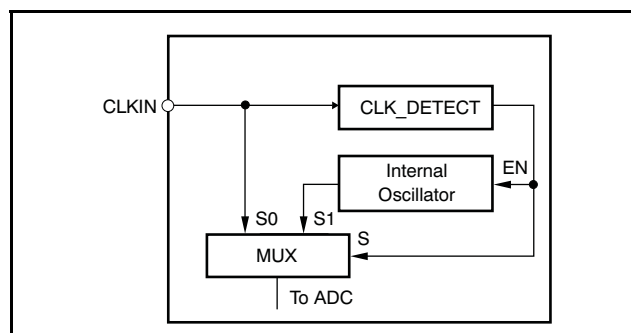 CLKIN
CLK_DETECT
Internal
Oscillator
EN
S0
S1
S
MUX
To ADC